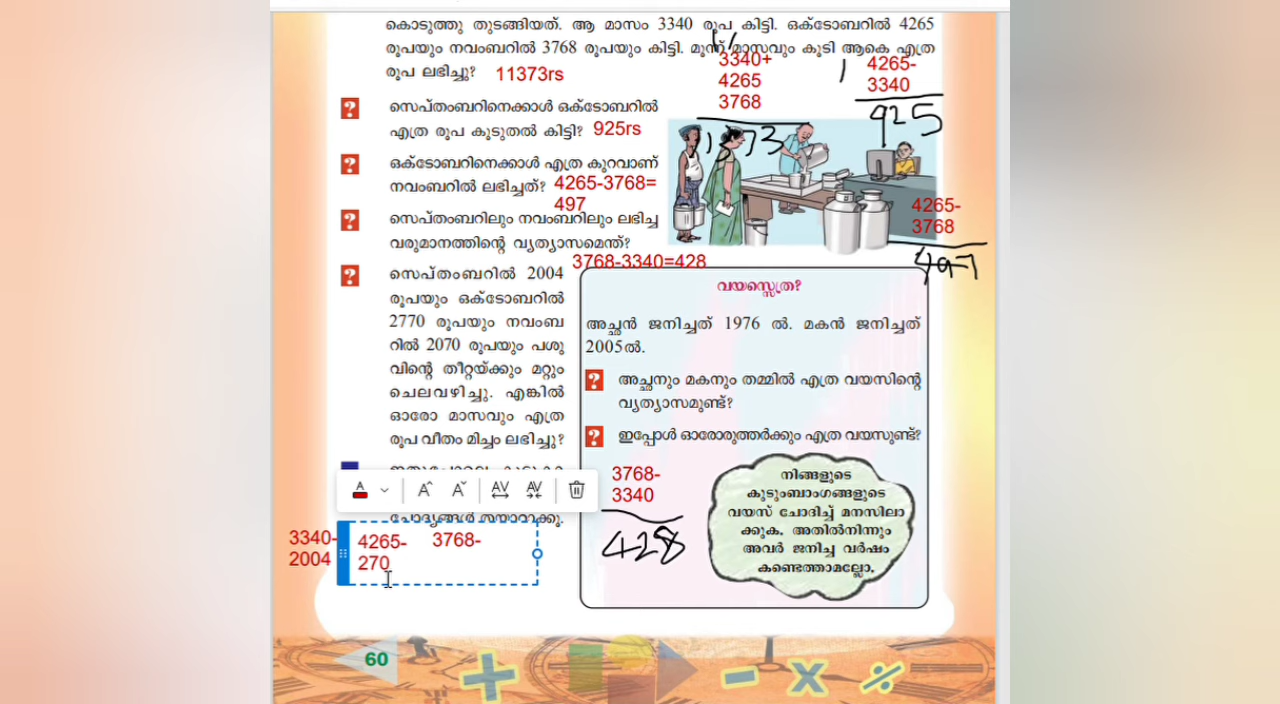 കൊടുത്തു തുടങ്ങിയത്. ആ മാസം 3340 രൂപ കിട്ടി. ഒക്ടോബറിൽ 4265
രൂപയും നവംബറിൽ 3768 രൂപയും കിട്ടി. മൂന്ന് മാസവും കൂടി ആകെ എത്ര
രൂപ ലഭിച്ചു? 11373rs
3340+
4265
3768
1373
4265-
3340
925
? സെപ്തംബറിനെക്കാൾ ഒക്ടോബറിൽ
എത്ര രൂപ കൂടുതൽ കിട്ടി? 925rs
? ഒക്ടോബറിനെക്കാൾ എത്ര കുറവാണ്
നവംബറിൽ ലഭിച്ചത്? 4265-3768=
497
? സെപ്തംബറിലും നവംബറിലും ലഭിച്ച
വരുമാനത്തിന്റെ വ്യത്യാസമെന്ത്?
3768-3340=428
4265-
3768
497
? സെപ്തംബറിൽ 2004
രൂപയും ഒക്ടോബറിൽ
2770 രൂപയും നവംബ
റിൽ 2070 രൂപയും പശു
വിന്റെ തീറ്റയ്ക്കും മറ്റും
ചെലവഴിച്ചു. എങ്കിൽ
ഓരോ മാസവും എത്ര
രൂപ വീതം മിച്ചം ലഭിച്ചു?
ചോദ്യങ്ങൾ തയാറാക്കൂ.
3340-
2004
4265-
270
3768-
വയസ്സെത്ര?
അച്ഛൻ ജനിച്ചത് 1976 ൽ. മകൻ ജനിച്ചത്
2005ൽ.
? അച്ഛനും മകനും തമ്മിൽ എത്ര വയസിന്റെ
വ്യത്യാസമുണ്ട്?
? ഇപ്പോൾ ഓരോരുത്തർക്കും എത്ര വയസുണ്ട്?
3768-
3340
428
നിങ്ങളുടെ
കുടുംബാംഗങ്ങളുടെ
വയസ് ചോദിച്ച് മനസിലാ
ക്കുക. അതിൽനിന്നും
അവർ ജനിച്ച വർഷം
കണ്ടെത്താമല്ലോ.
60